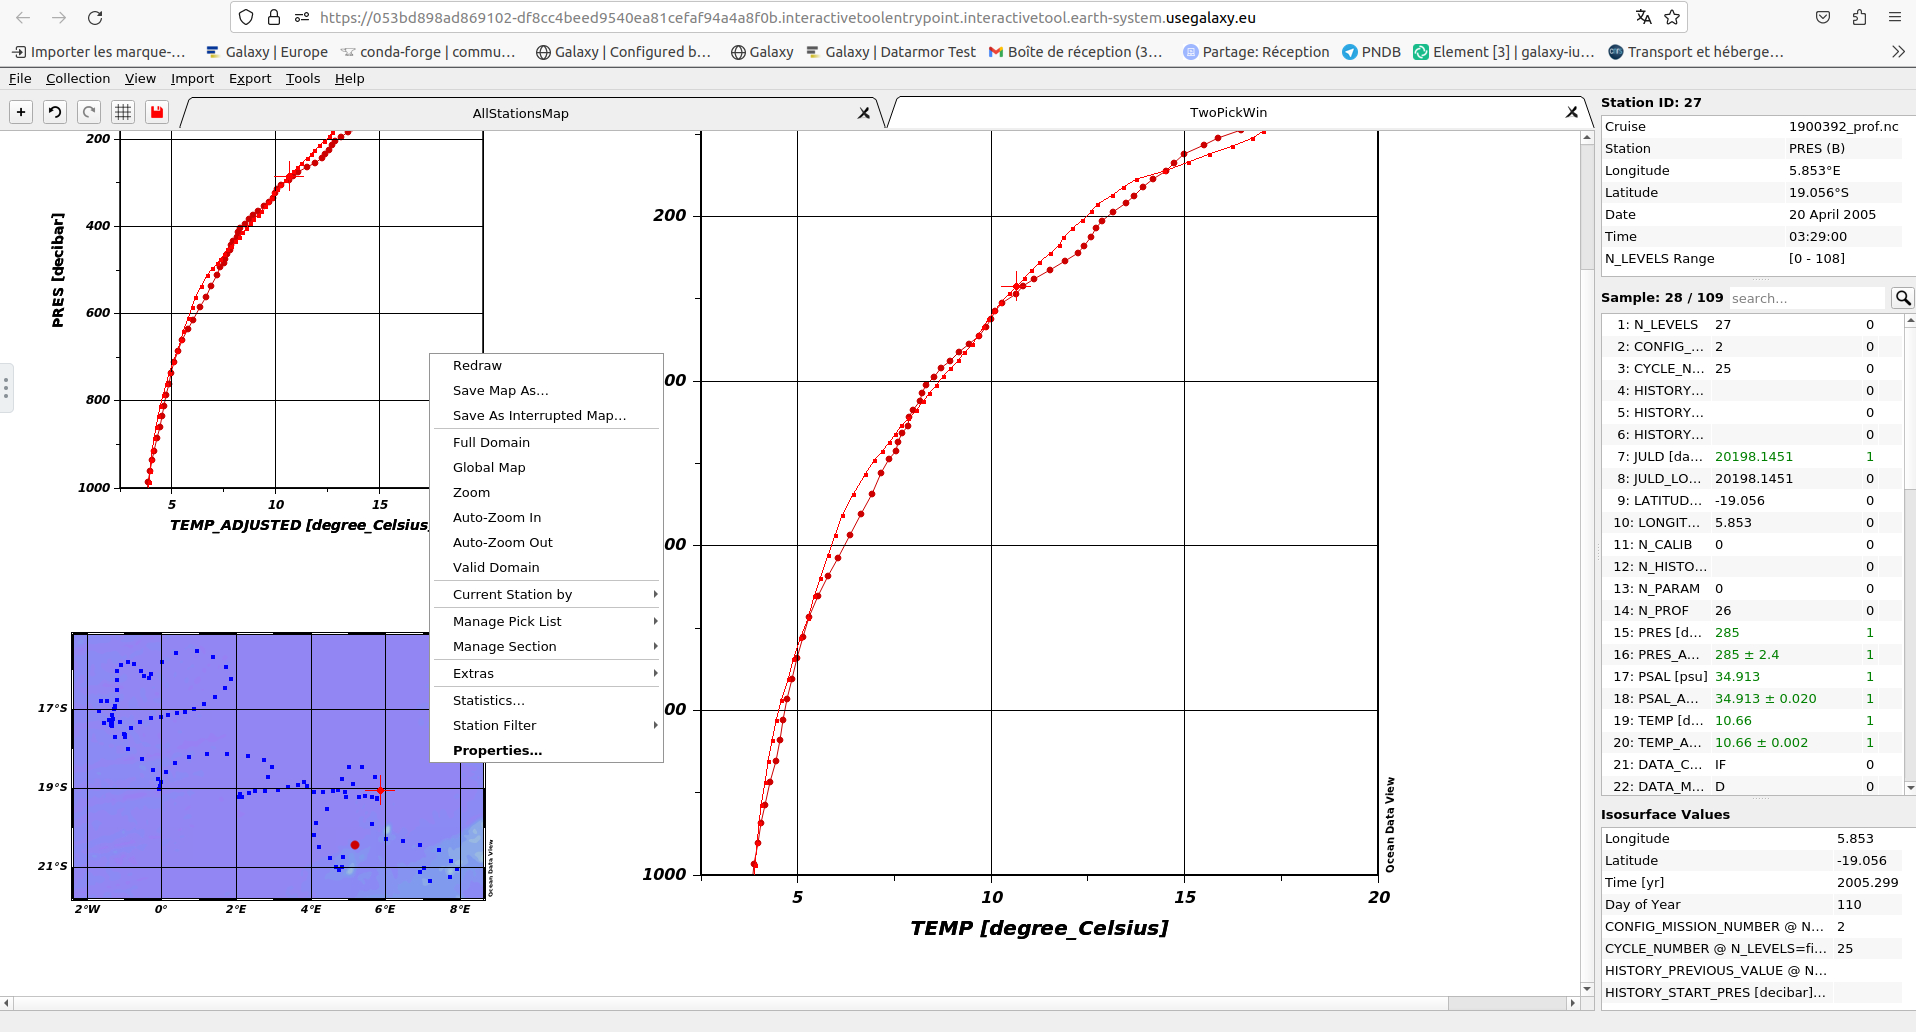 https://053bd898ad869102-df8cc4beed9540ea81cefaf94a4a8f0b.interactivetoolentrypoint.interactivetool.earth-system.usegalaxy.eu
Importer les marque-… Galaxy | Europe conda-forge | commu… Galaxy | Configured b… Galaxy Galaxy | Datarmor Test Boîte de réception (3… Partage: Réception PNDB Element [3] | galaxy-iu… Transport et héberge…
File Collection View Import Export Tools Help
AllStationsMap
TwoPickWin
200
400
600
800
1000
PRES [decibar]
5 10 15
TEMP_ADJUSTED [degree_Celsius]
17°S
19°S
21°S
2°W 0° 2°E 4°E 6°E 8°E
Ocean Data View
Redraw
Save Map As…
Save As Interrupted Map…
Full Domain
Global Map
Zoom
Auto-Zoom In
Auto-Zoom Out
Valid Domain
Current Station by
Manage Pick List
Manage Section
Extras
Statistics…
Station Filter
Properties…
200
00
00
00
1000
5 10 15 20
TEMP [degree_Celsius]
Ocean Data View
Station ID: 27
Cruise 1900392_prof.nc
Station PRES (B)
Longitude 5.853°E
Latitude 19.056°S
Date 20 April 2005
Time 03:29:00
N_LEVELS Range [0 - 108]
Sample: 28 / 109 search...
1: N_LEVELS 27 0
2: CONFIG_... 2 0
3: CYCLE_N... 25 0
4: HISTORY... 0
5: HISTORY... 0
6: HISTORY... 0
7: JULD [da... 20198.1451 1
8: JULD_LO... 20198.1451 0
9: LATITUD... -19.056 0
10: LONGIT... 5.853 0
11: N_CALIB 0 0
12: N_HISTO... 0
13: N_PARAM 0 0
14: N_PROF 26 0
15: PRES [d... 285 1
16: PRES_A... 285 ± 2.4 1
17: PSAL [psu] 34.913 1
18: PSAL_A... 34.913 ± 0.020 1
19: TEMP [d... 10.66 1
20: TEMP_A... 10.66 ± 0.002 1
21: DATA_C... IF 0
22: DATA_M... D 0
Isosurface Values
Longitude 5.853
Latitude -19.056
Time [yr] 2005.299
Day of Year 110
CONFIG_MISSION_NUMBER @ N... 2
CYCLE_NUMBER @ N_LEVELS=fi... 25
HISTORY_PREVIOUS_VALUE @ N...
HISTORY_START_PRES [decibar]...